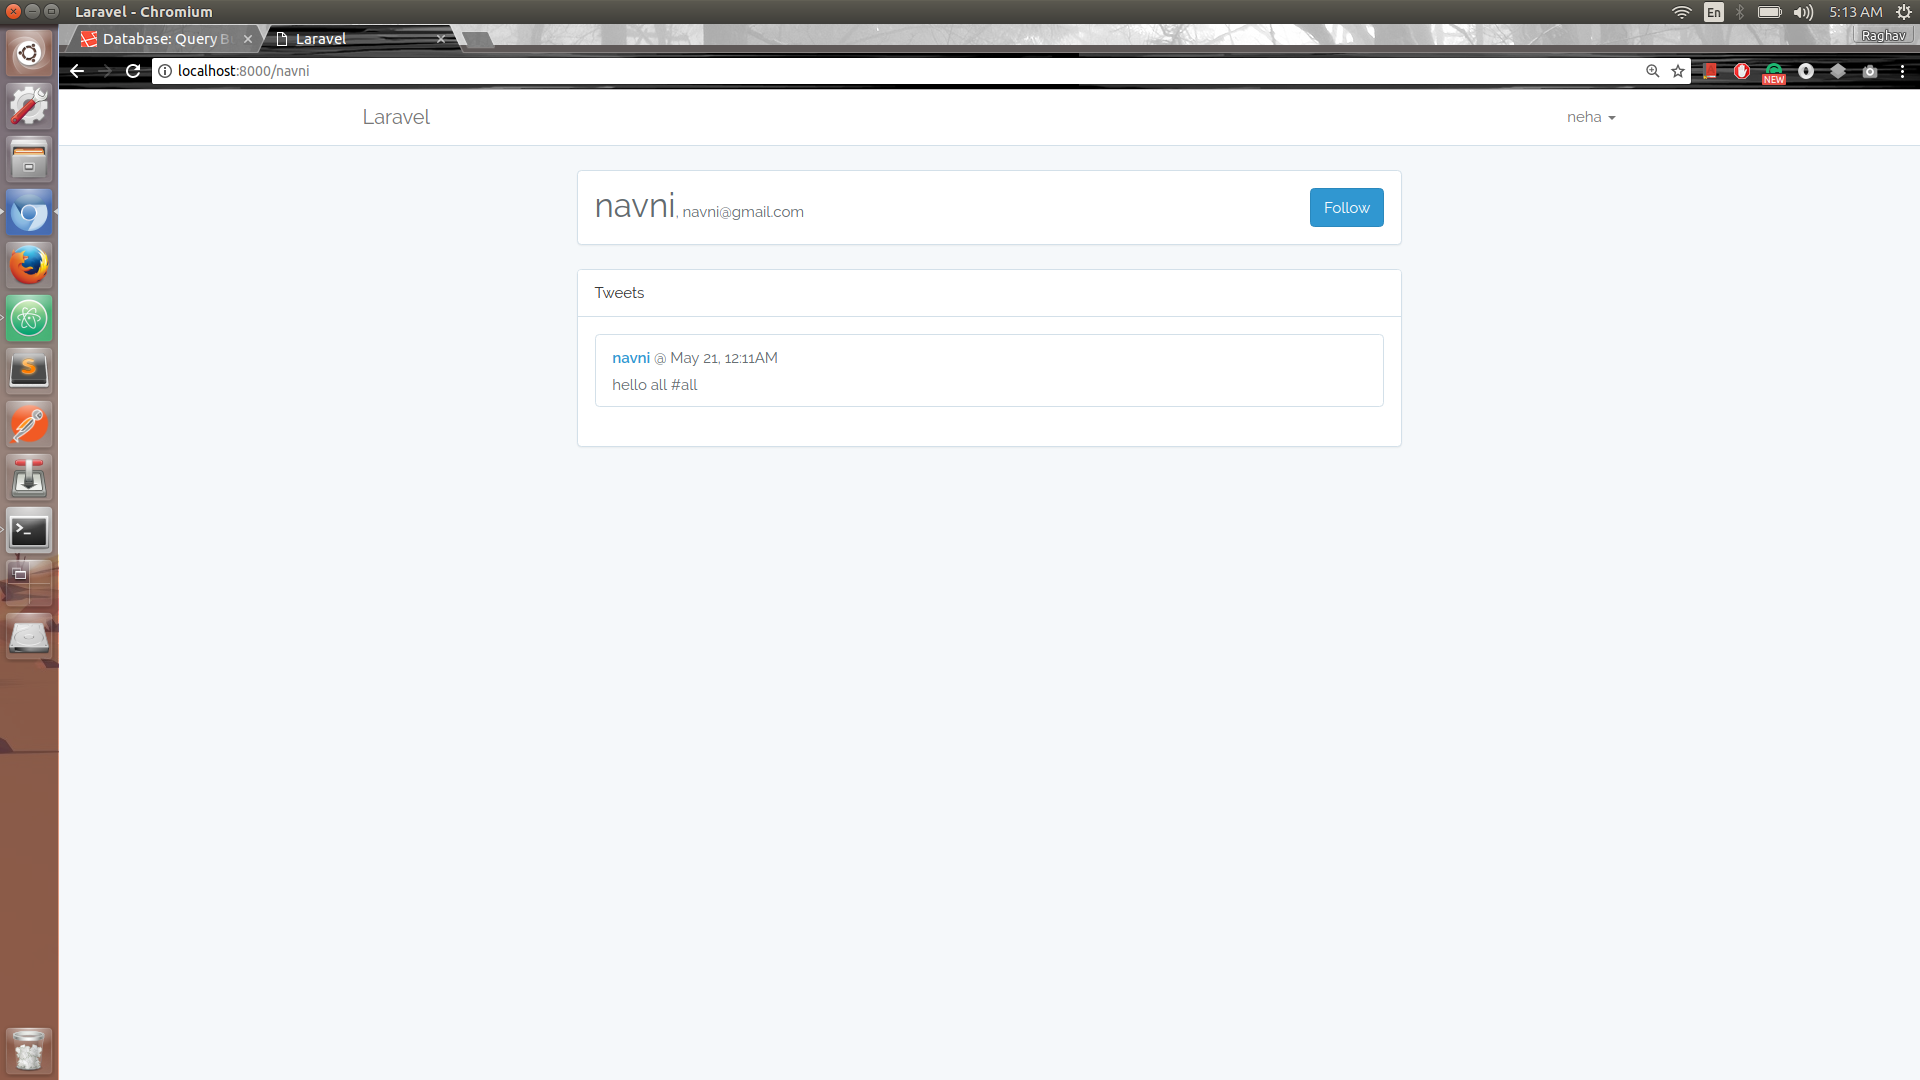 Laravel - Chromium
En
5:13 AM
Database: Query B
Laravel
Raghav
localhost:8000/navni
NEW
Laravel
neha
navni, navni@gmail.com
Follow
Tweets
navni @ May 21, 12:11AM
hello all #all